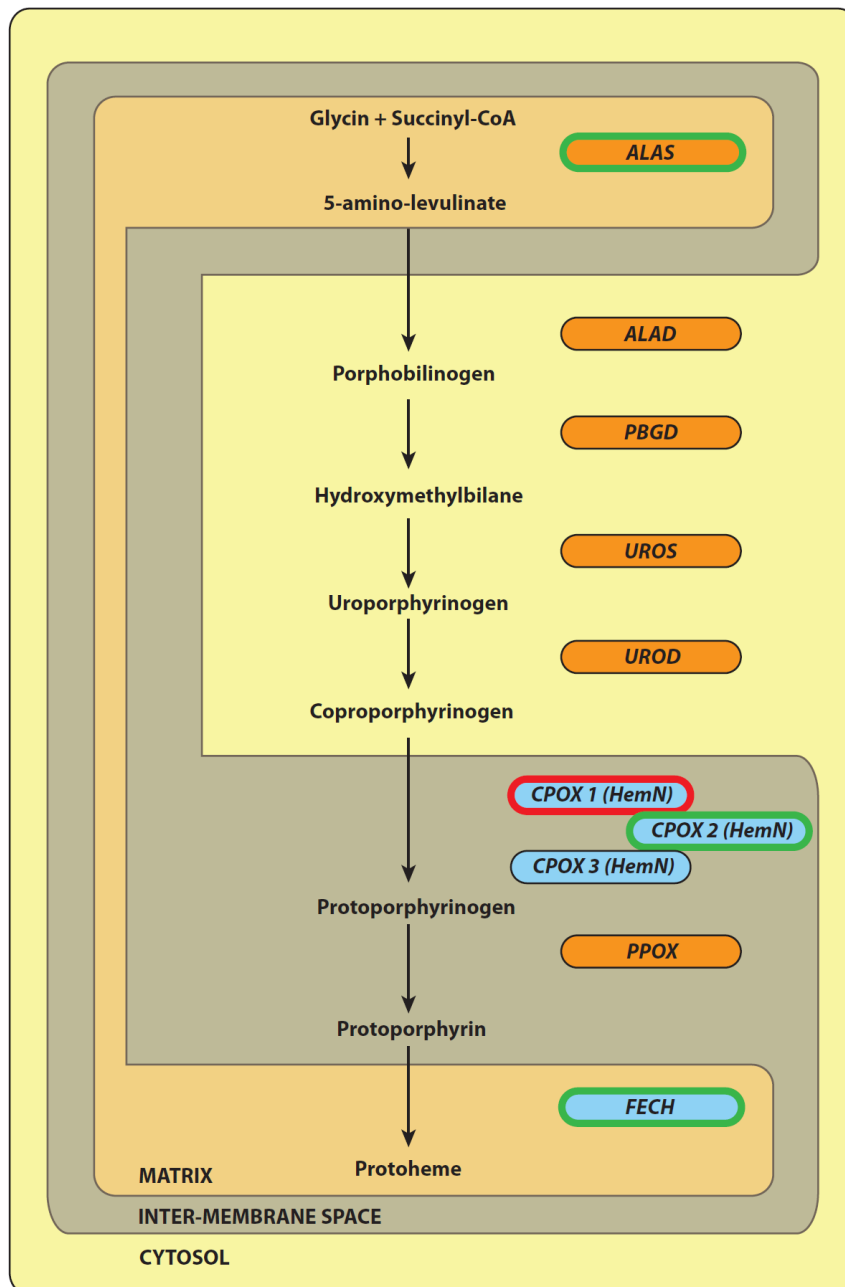 Glycin + Succinyl-CoA
ALAS
5-amino-levulinate
ALAD
Porphobilinogen
PBGD
Hydroxymethylbilane
UROS
Uroporphyrinogen
UROD
Coproporphyrinogen
CPOX 1 (HemN)
CPOX 2 (HemN)
CPOX 3 (HemN)
Protoporphyrinogen
PPOX
Protoporphyrin
FECH
Protoheme
MATRIX
INTER-MEMBRANE SPACE
CYTOSOL